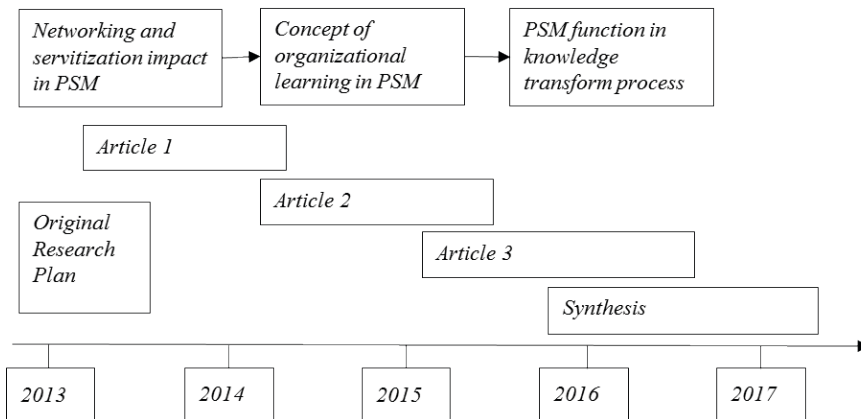 Networking and
servitization impact
in PSM
Concept of
organizational
learning in PSM
PSM function in
knowledge
transform process
Article 1
Article 2
Original
Research
Plan
Article 3
Synthesis
2013
2014
2015
2016
2017